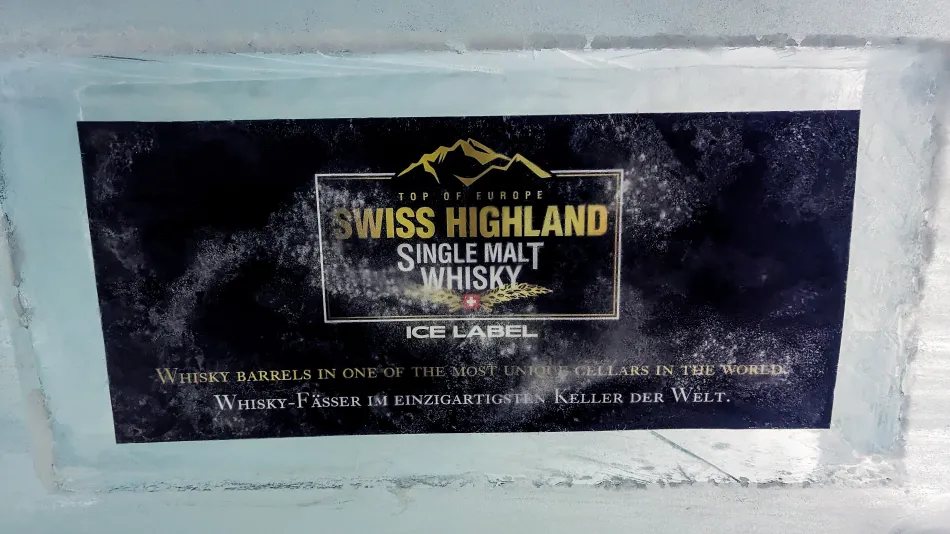 TOP OF EUROPE
SWISS HIGHLAND
SINGLE MALT
WHISKY
ICE LABEL
WHISKY BARRELS IN ONE OF THE MOST UNIQUE CELLARS IN THE WORLD.
WHISKY-FÄSSER IM EINZIGARTIGSTEN KELLER DER WELT.